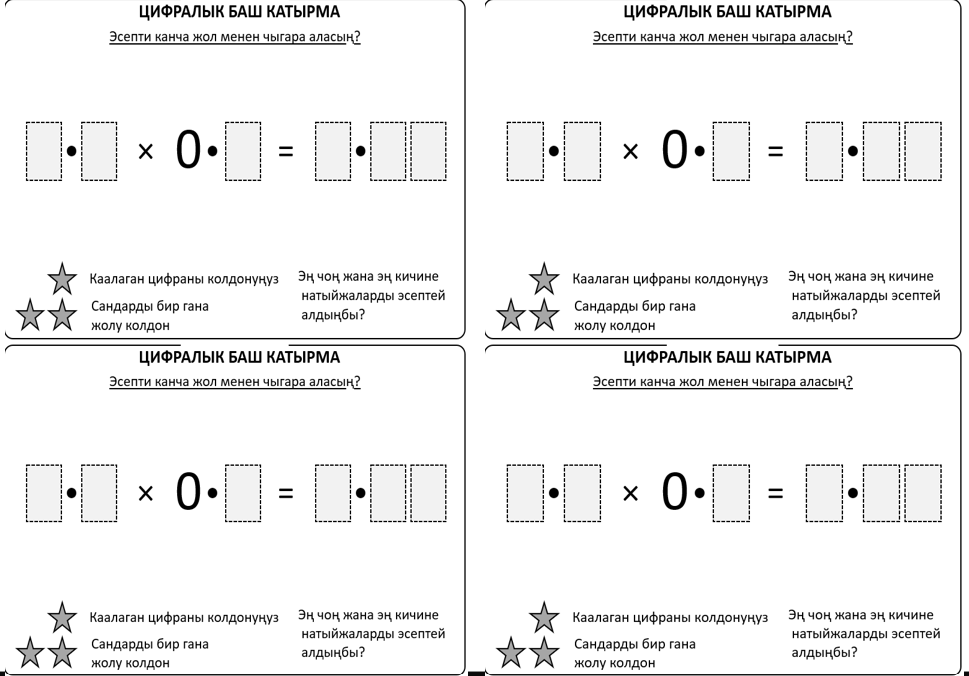 ЦИФРАЛЫК БАШ КАТЫРМА
Эсепти канча жол менен чыгара аласың?
• × 0 • = •
Каалаган цифраны колдонуңуз
Сандарды бир гана
жолу колдон
Эң чоң жана эң кичине
натыйжаларды эсептей
алдыңбы?
ЦИФРАЛЫК БАШ КАТЫРМА
Эсепти канча жол менен чыгара аласың?
• × 0 • = •
Каалаган цифраны колдонуңуз
Сандарды бир гана
жолу колдон
Эң чоң жана эң кичине
натыйжаларды эсептей
алдыңбы?
ЦИФРАЛЫК БАШ КАТЫРМА
Эсепти канча жол менен чыгара аласың?
• × 0 • = •
Каалаган цифраны колдонуңуз
Сандарды бир гана
жолу колдон
Эң чоң жана эң кичине
натыйжаларды эсептей
алдыңбы?
ЦИФРАЛЫК БАШ КАТЫРМА
Эсепти канча жол менен чыгара аласың?
• × 0 • = •
Каалаган цифраны колдонуңуз
Сандарды бир гана
жолу колдон
Эң чоң жана эң кичине
натыйжаларды эсептей
алдыңбы?